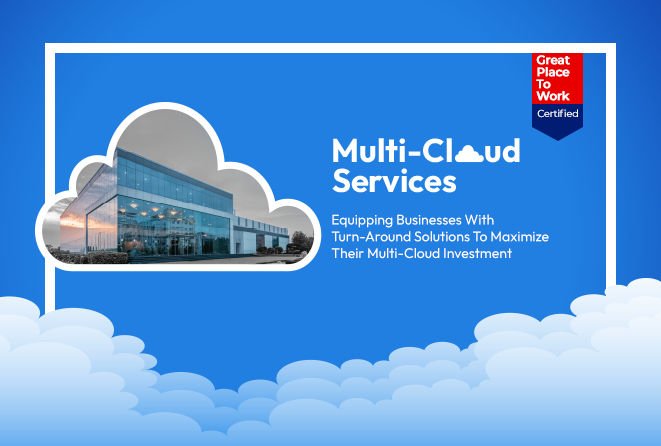 Great
Place
To
Work
Certified
Multi-Cloud
Services
Equipping Businesses With
Turn-Around Solutions To Maximize
Their Multi-Cloud Investment